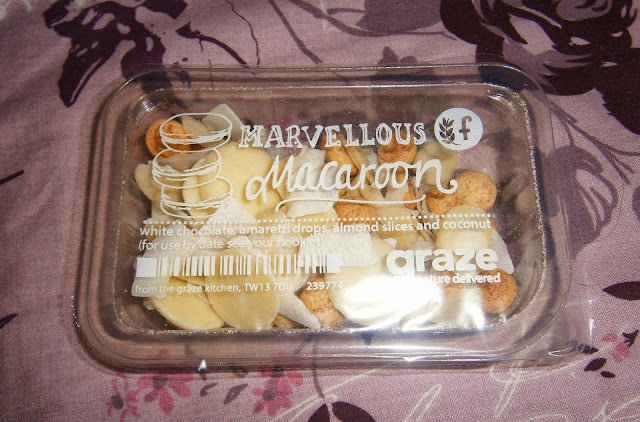 MARVELLOUS
f
Macaroon
white chocolate, amaretti drops, almond slices and coconut
(for use by date see your booklet
graze
nature delivered
from the graze kitchen, TW13 7DU 239774